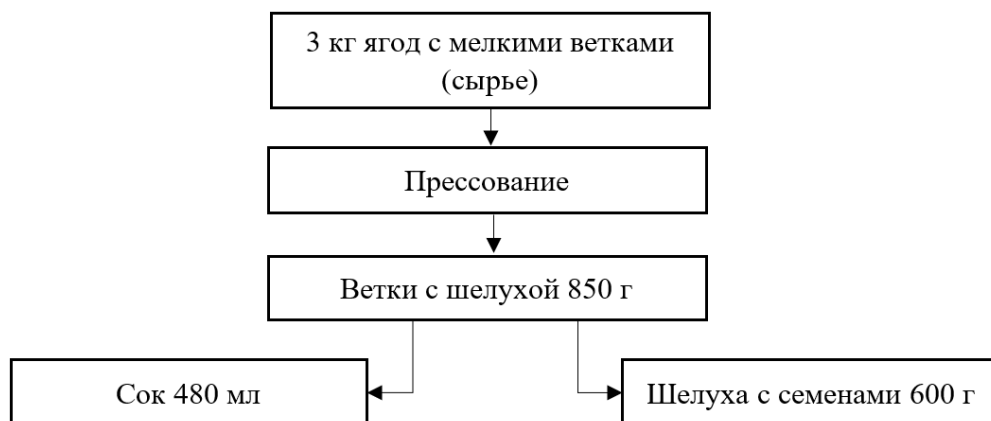 3 кг ягод с мелкими ветками
(сырье)
Прессование
Ветки с шелухой 850 г
Сок 480 мл
Шелуха с семенами 600 г